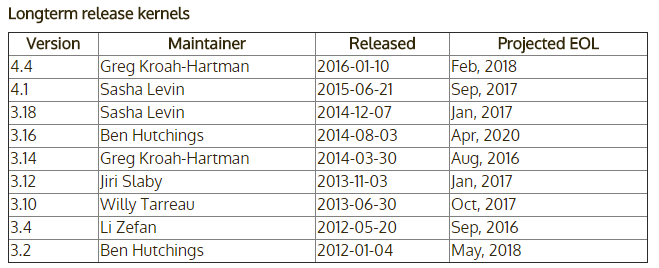 Longterm release kernels
Version Maintainer Released Projected EOL
4.4 Greg Kroah-Hartman 2016-01-10 Feb, 2018
4.1 Sasha Levin 2015-06-21 Sep, 2017
3.18 Sasha Levin 2014-12-07 Jan, 2017
3.16 Ben Hutchings 2014-08-03 Apr, 2020
3.14 Greg Kroah-Hartman 2014-03-30 Aug, 2016
3.12 Jiri Slaby 2013-11-03 Jan, 2017
3.10 Willy Tarreau 2013-06-30 Oct, 2017
3.4 Li Zefan 2012-05-20 Sep, 2016
3.2 Ben Hutchings 2012-01-04 May, 2018